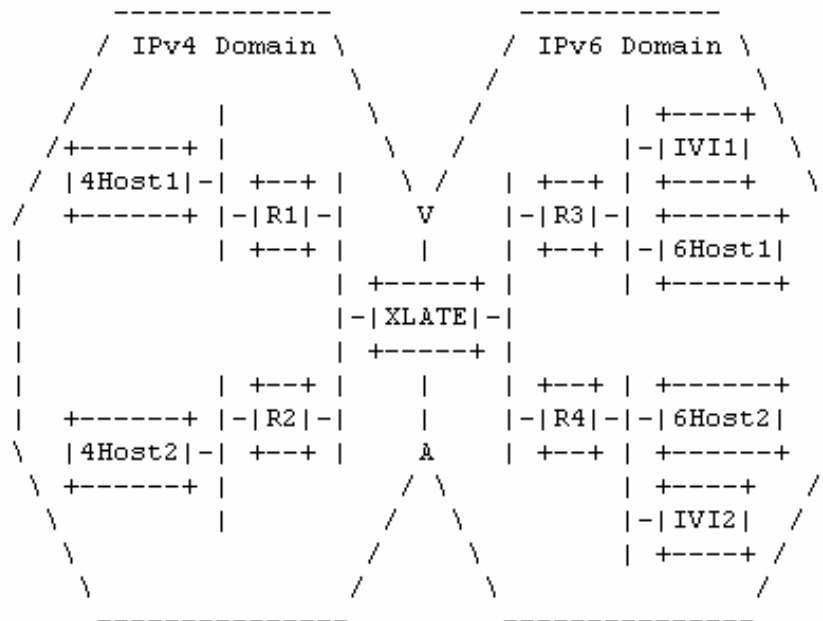 IPv4 Domain IPv6 Domain
IVI1
4Host1
R1 V R3
6Host1
XLATE
R2 R4 6Host2
4Host2 A
IVI2